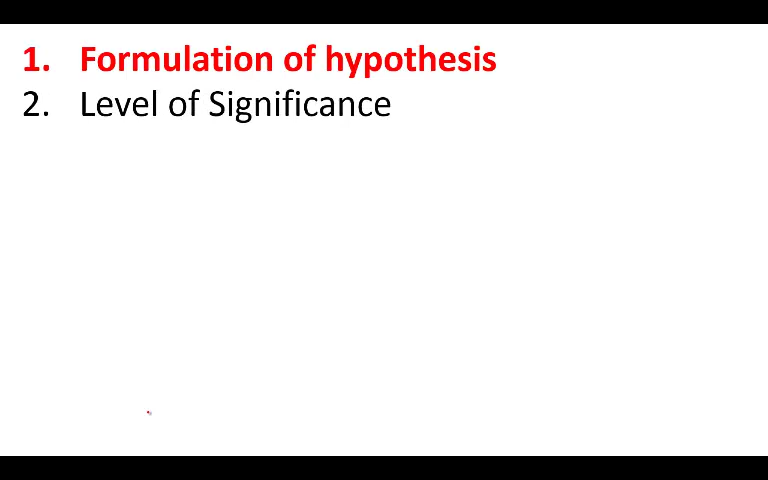 1. Formulation of hypothesis
2. Level of Significance